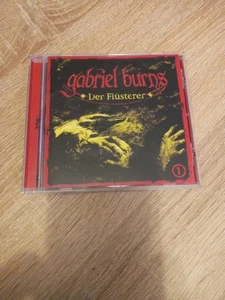 gabriel burns
Der Flüsterer
1